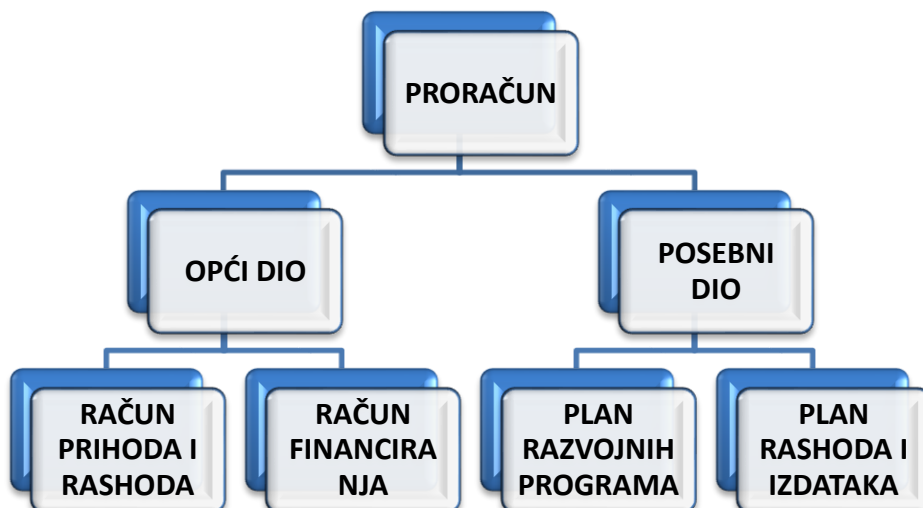 PRORAČUN
OPĆI DIO
POSEBNI
DIO
RAČUN
PRIHODA I
RASHODA
RAČUN
FINANCIRA
NJA
PLAN
RAZVOJNIH
PROGRAMA
PLAN
RASHODA I
IZDATAKA